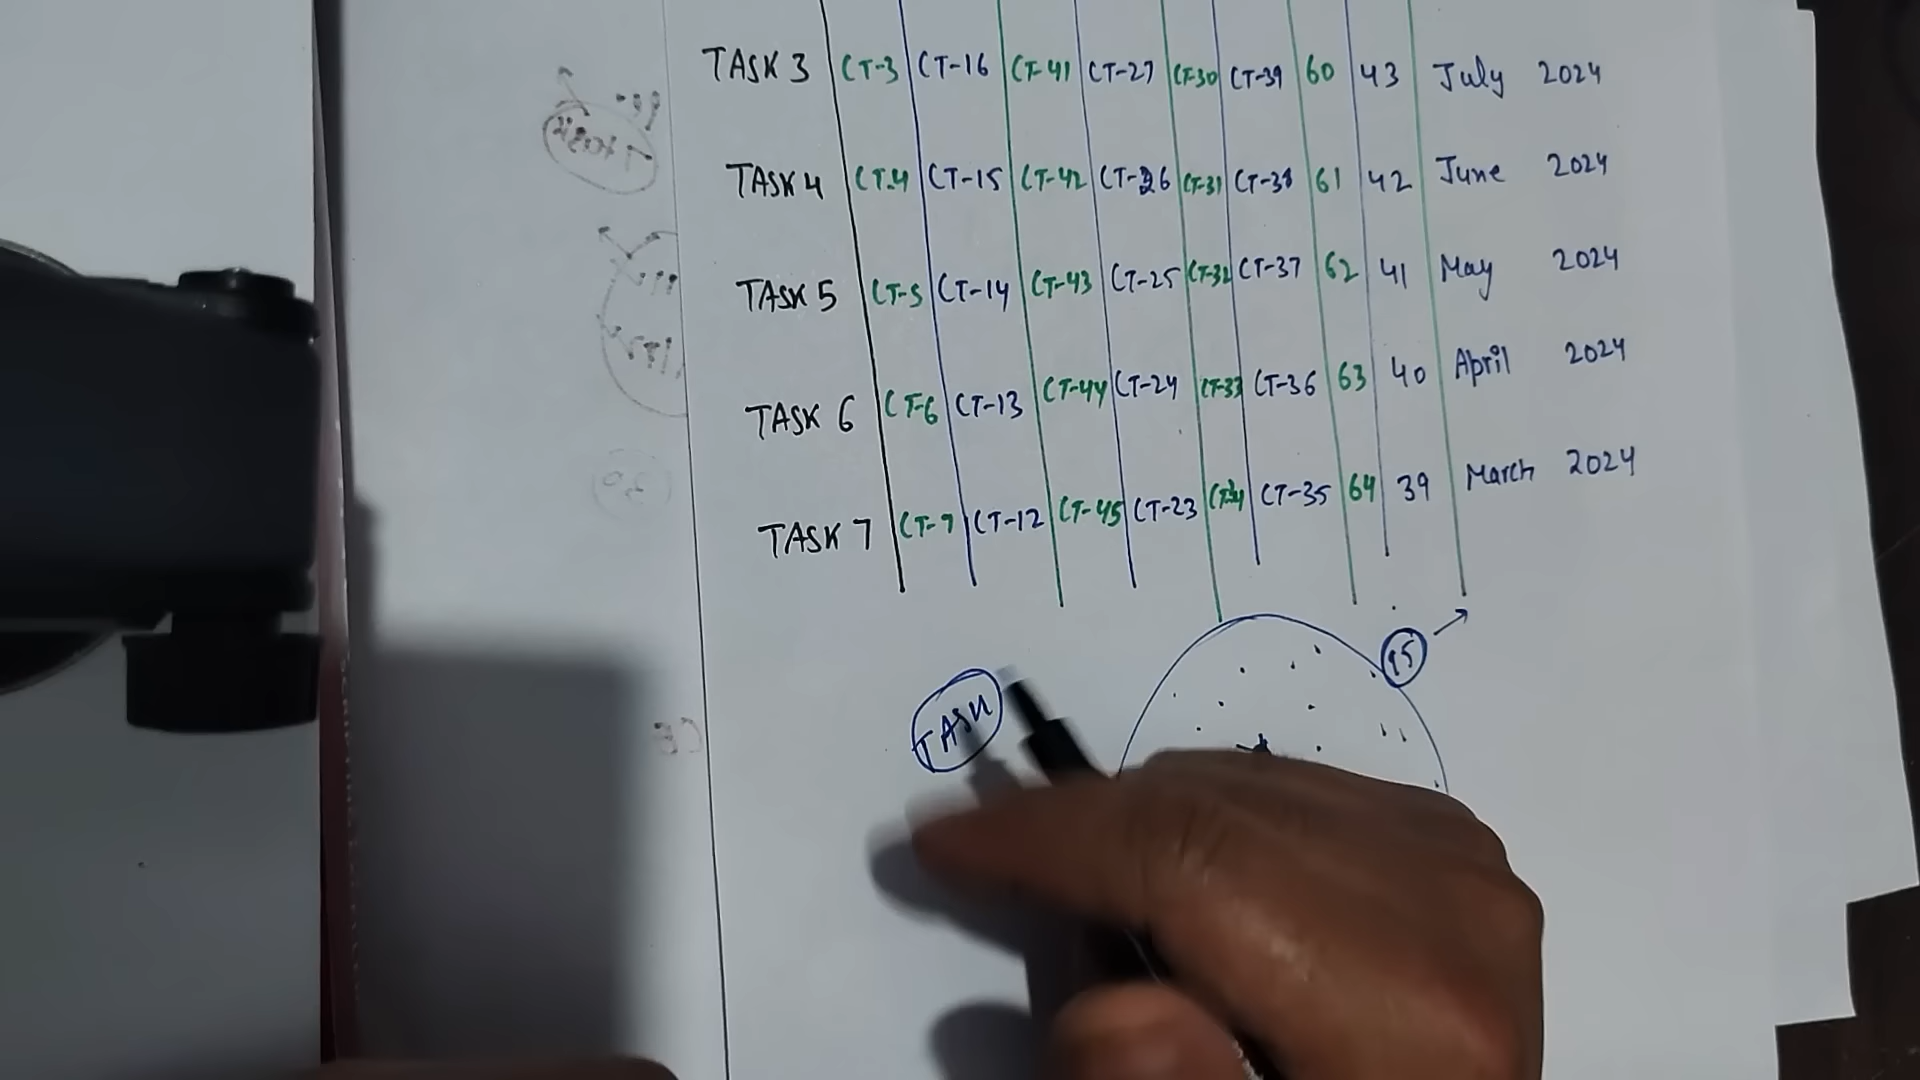 TASK 3 CT-3 CT-16 CT-41 CT-27 CT-30 CT-39 60 43 July 2024
TASK 4 CT-4 CT-15 CT-42 CT-26 CT-31 CT-38 61 42 June 2024
TASK 5 CT-5 CT-14 CT-43 CT-25 CT-32 CT-37 62 41 May 2024
TASK 6 CT-6 CT-13 CT-44 CT-24 CT-33 CT-36 63 40 April 2024
TASK 7 CT-7 CT-12 CT-45 CT-23 CT-34 CT-35 64 39 March 2024
TASK